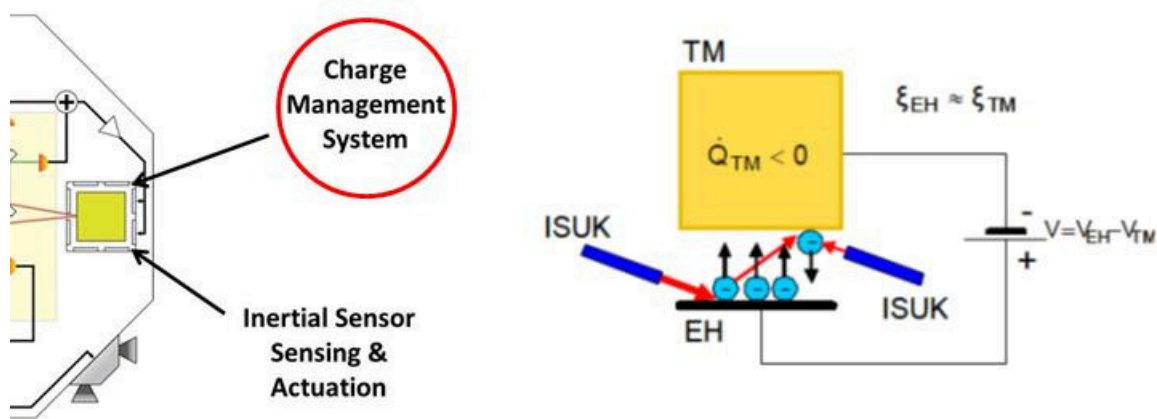 Charge
Management
System
Inertial Sensor
Sensing &
Actuation
TM
ξEH ≈ ξTM
Q̇TM < 0
ISUK
ISUK
EH
-
V=VEH-VTM
+
+
-
-
-
-